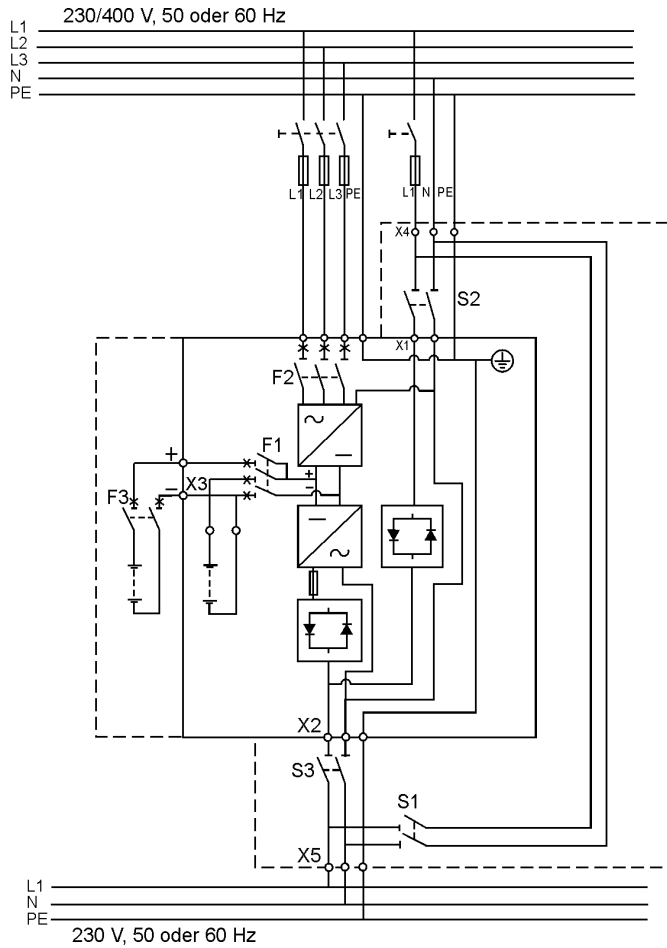 230/400 V, 50 oder 60 Hz
L1
L2
L3
N
PE
L1 L2 L3 PE
L1 N PE
X4
S2
X1
F2
F1
+
+
−
−
X3
F3
X2
S3
S1
X5
L1
N
PE
230 V, 50 oder 60 Hz